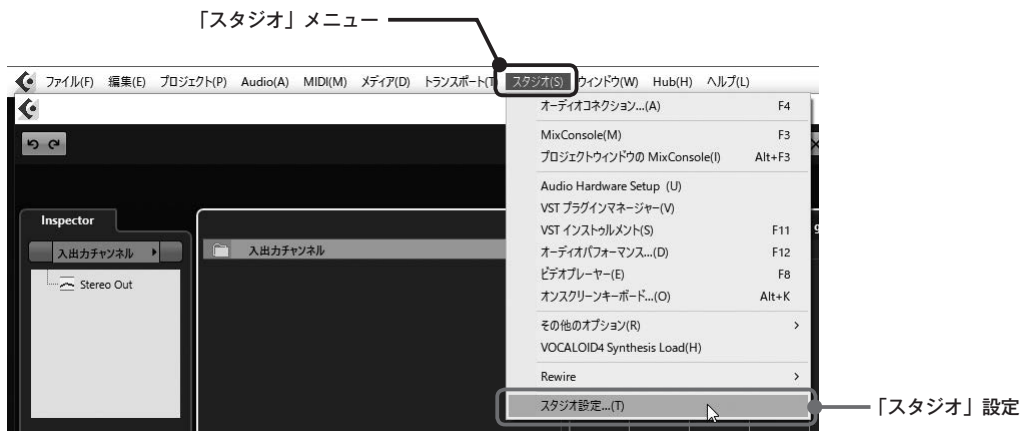 「スタジオ」メニュー
ファイル(F) 編集(E) プロジェクト(P) Audio(A) MIDI(M) メディア(D) トランスポート(T) スタジオ(S) ウィンドウ(W) Hub(H) ヘルプ(L)
オーディオコネクション...(A) F4
MixConsole(M) F3
プロジェクトウィンドウの MixConsole(I) Alt+F3
Audio Hardware Setup (U)
VST プラグインマネージャー(V)
VST インストゥルメント(S) F11
オーディオパフォーマンス...(D) F12
ビデオプレーヤー(E) F8
オンスクリーンキーボード...(O) Alt+K
その他のオプション(R)
VOCALOID4 Synthesis Load(H)
Rewire
スタジオ設定...(T)
「スタジオ」設定
Inspector
入出力チャンネル
Stereo Out
入出力チャンネル